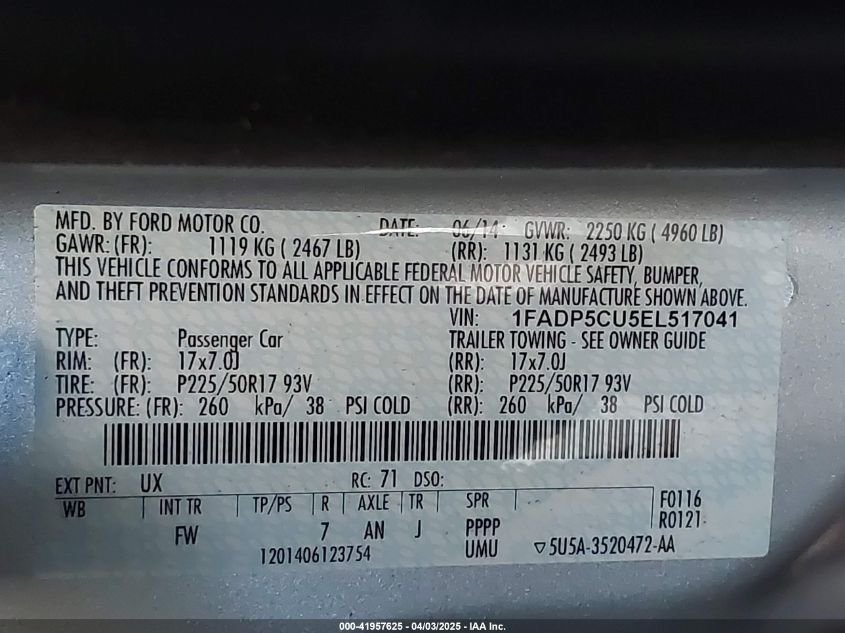 MFD. BY FORD MOTOR CO. DATE: 06/14 GVWR: 2250 KG ( 4960 LB)
GAWR: (FR): 1119 KG ( 2467 LB) (RR): 1131 KG ( 2493 LB)
THIS VEHICLE CONFORMS TO ALL APPLICABLE FEDERAL MOTOR VEHICLE SAFETY, BUMPER,
AND THEFT PREVENTION STANDARDS IN EFFECT ON THE DATE OF MANUFACTURE SHOWN ABOVE.
VIN: 1FADP5CU5EL517041
TYPE: Passenger Car TRAILER TOWING - SEE OWNER GUIDE
RIM: (FR): 17x7.0J (RR): 17x7.0J
TIRE: (FR): P225/50R17 93V (RR): P225/50R17 93V
PRESSURE: (FR): 260 kPa/ 38 PSI COLD (RR): 260 kPa/ 38 PSI COLD
EXT PNT: UX RC: 71 DSO:
WB INT TR TP/PS R AXLE TR SPR F0116
FW 7 AN J PPPP R0121
1201406123754 UMU ▽5U5A-3520472-AA
000-41957625 - 04/03/2025 - IAA Inc.